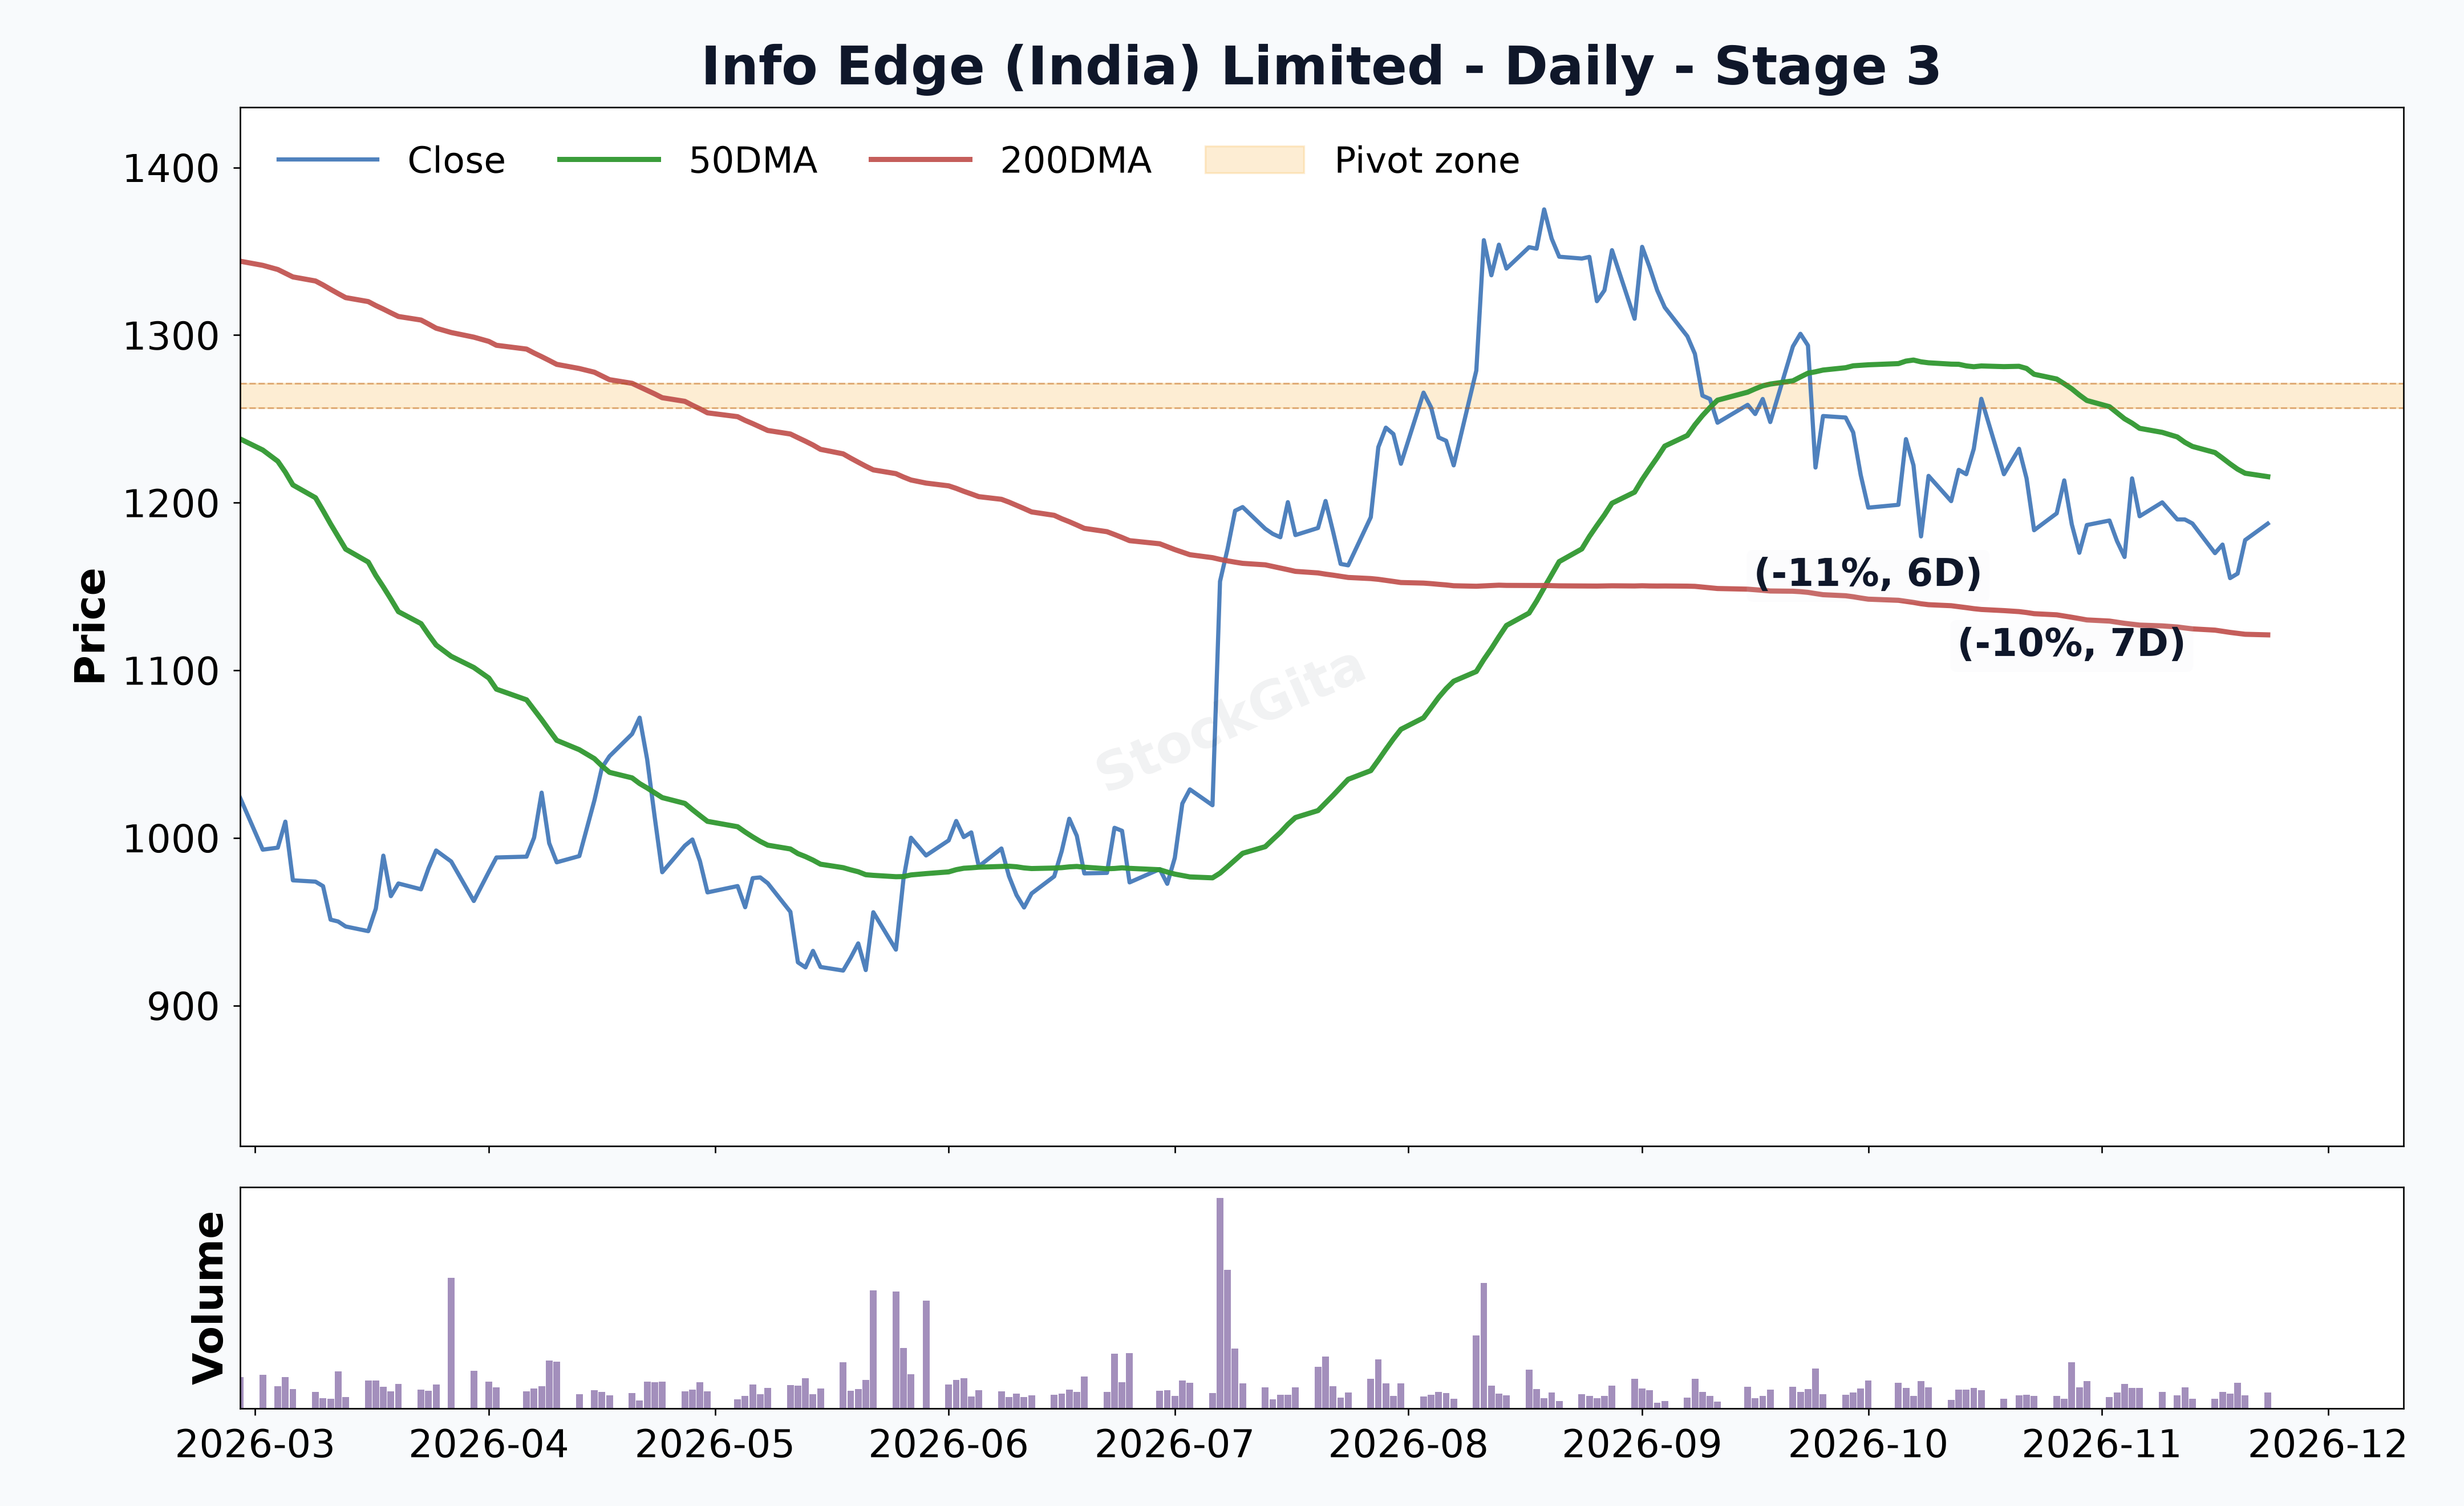 Info Edge (India) Limited - Daily - Stage 3
Close 50DMA 200DMA Pivot zone
1400
1300
1200
1100
1000
900
Price
(-11%, 6D)
(-10%, 7D)
StockGita
Volume
2026-03 2026-04 2026-05 2026-06 2026-07 2026-08 2026-09 2026-10 2026-11 2026-12